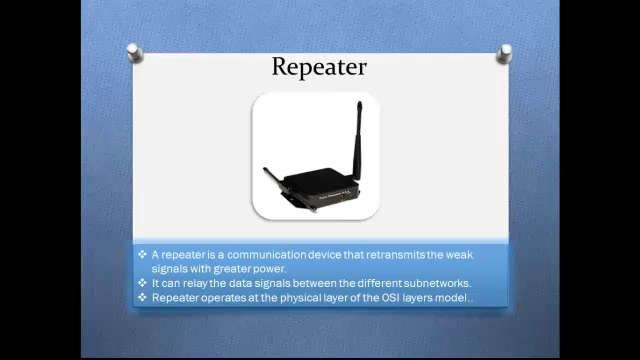 Repeater
❖ A repeater is a communication device that retransmits the weak
signals with greater power.
❖ It can relay the data signals between the different subnetworks.
❖ Repeater operates at the physical layer of the OSI layers model..